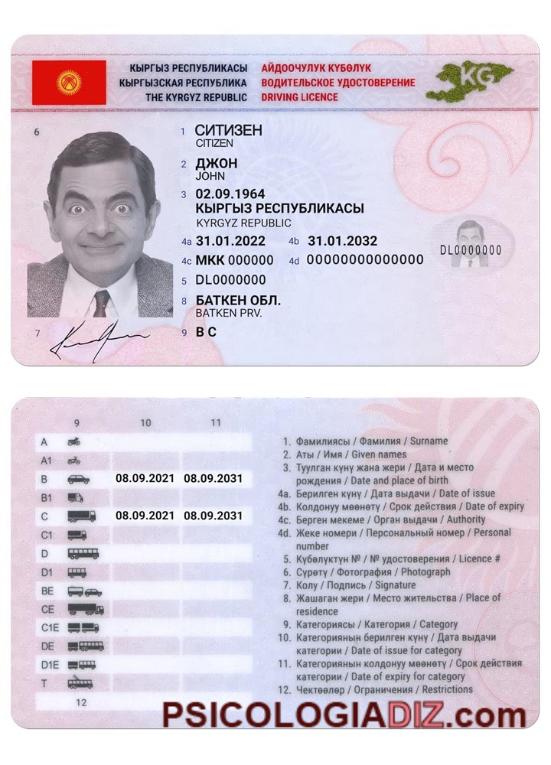 КЫРГЫЗ РЕСПУБЛИКАСЫ АЙДООЧУЛУК КҮБӨЛҮК
КЫРГЫЗСКАЯ РЕСПУБЛИКА ВОДИТЕЛЬСКОЕ УДОСТОВЕРЕНИЕ
THE KYRGYZ REPUBLIC DRIVING LICENCE
KG
6
1 СИТИЗЕН
CITIZEN
2 ДЖОН
JOHN
3 02.09.1964
КЫРГЫЗ РЕСПУБЛИКАСЫ
KYRGYZ REPUBLIC
4a 31.01.2022 4b 31.01.2032
4c МКК 000000 4d 00000000000000
DL0000000
5 DL0000000
8 БАТКЕН ОБЛ.
BATKEN PRV.
7
9 B C
9 10 11
A
A1
B 08.09.2021 08.09.2031
B1
C 08.09.2021 08.09.2031
C1
D
D1
BE
CE
C1E
DE
D1E
T
12
1. Фамилиясы / Фамилия / Surname
2. Аты / Имя / Given names
3. Туулган күнү жана жери / Дата и место
рождения / Date and place of birth
4a. Берилген күнү / Дата выдачи / Date of issue
4b. Колдонуу мөөнөтү / Срок действия / Date of expiry
4c. Берген мекеме / Орган выдачи / Authority
4d. Жеке номери / Персональный номер / Personal
number
5. Күбөлүктүн № / № удостоверения / Licence #
6. Сүрөтү / Фотография / Photograph
7. Колу / Подпись / Signature
8. Жашаган жери / Место жительства / Place of
residence
9. Категориясы / Категория / Category
10. Категориянын берилген күнү / Дата выдачи
категории / Date of issue for category
11. Категориянын колдонуу мөөнөтү / Срок действия
категории / Date of expiry for category
12. Чектөөлөр / Ограничения / Restrictions
PSICOLOGIADIZ.com